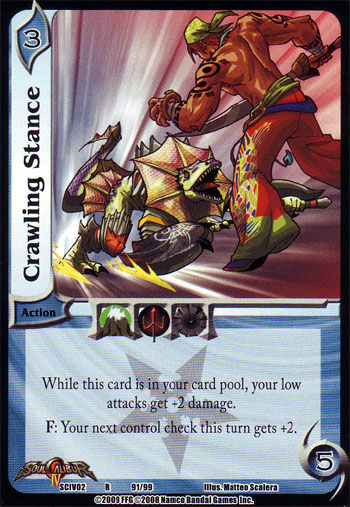 3
Crawling Stance
Action
While this card is in your card pool, your low
attacks get +2 damage.
F: Your next control check this turn gets +2.
5
SOULCALIBUR
IV
SCIV02 R 91/99 Illus. Matteo Scalera
©2009 FFG ©2008 Namco Bandai Games Inc.